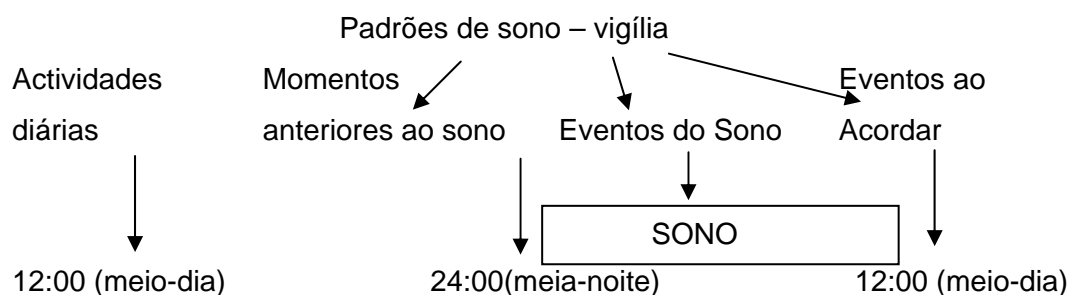 Padrões de sono – vigília
Actividades Momentos Eventos ao
diárias anteriores ao sono Eventos do Sono Acordar
SONO
12:00 (meio-dia) 24:00(meia-noite) 12:00 (meio-dia)